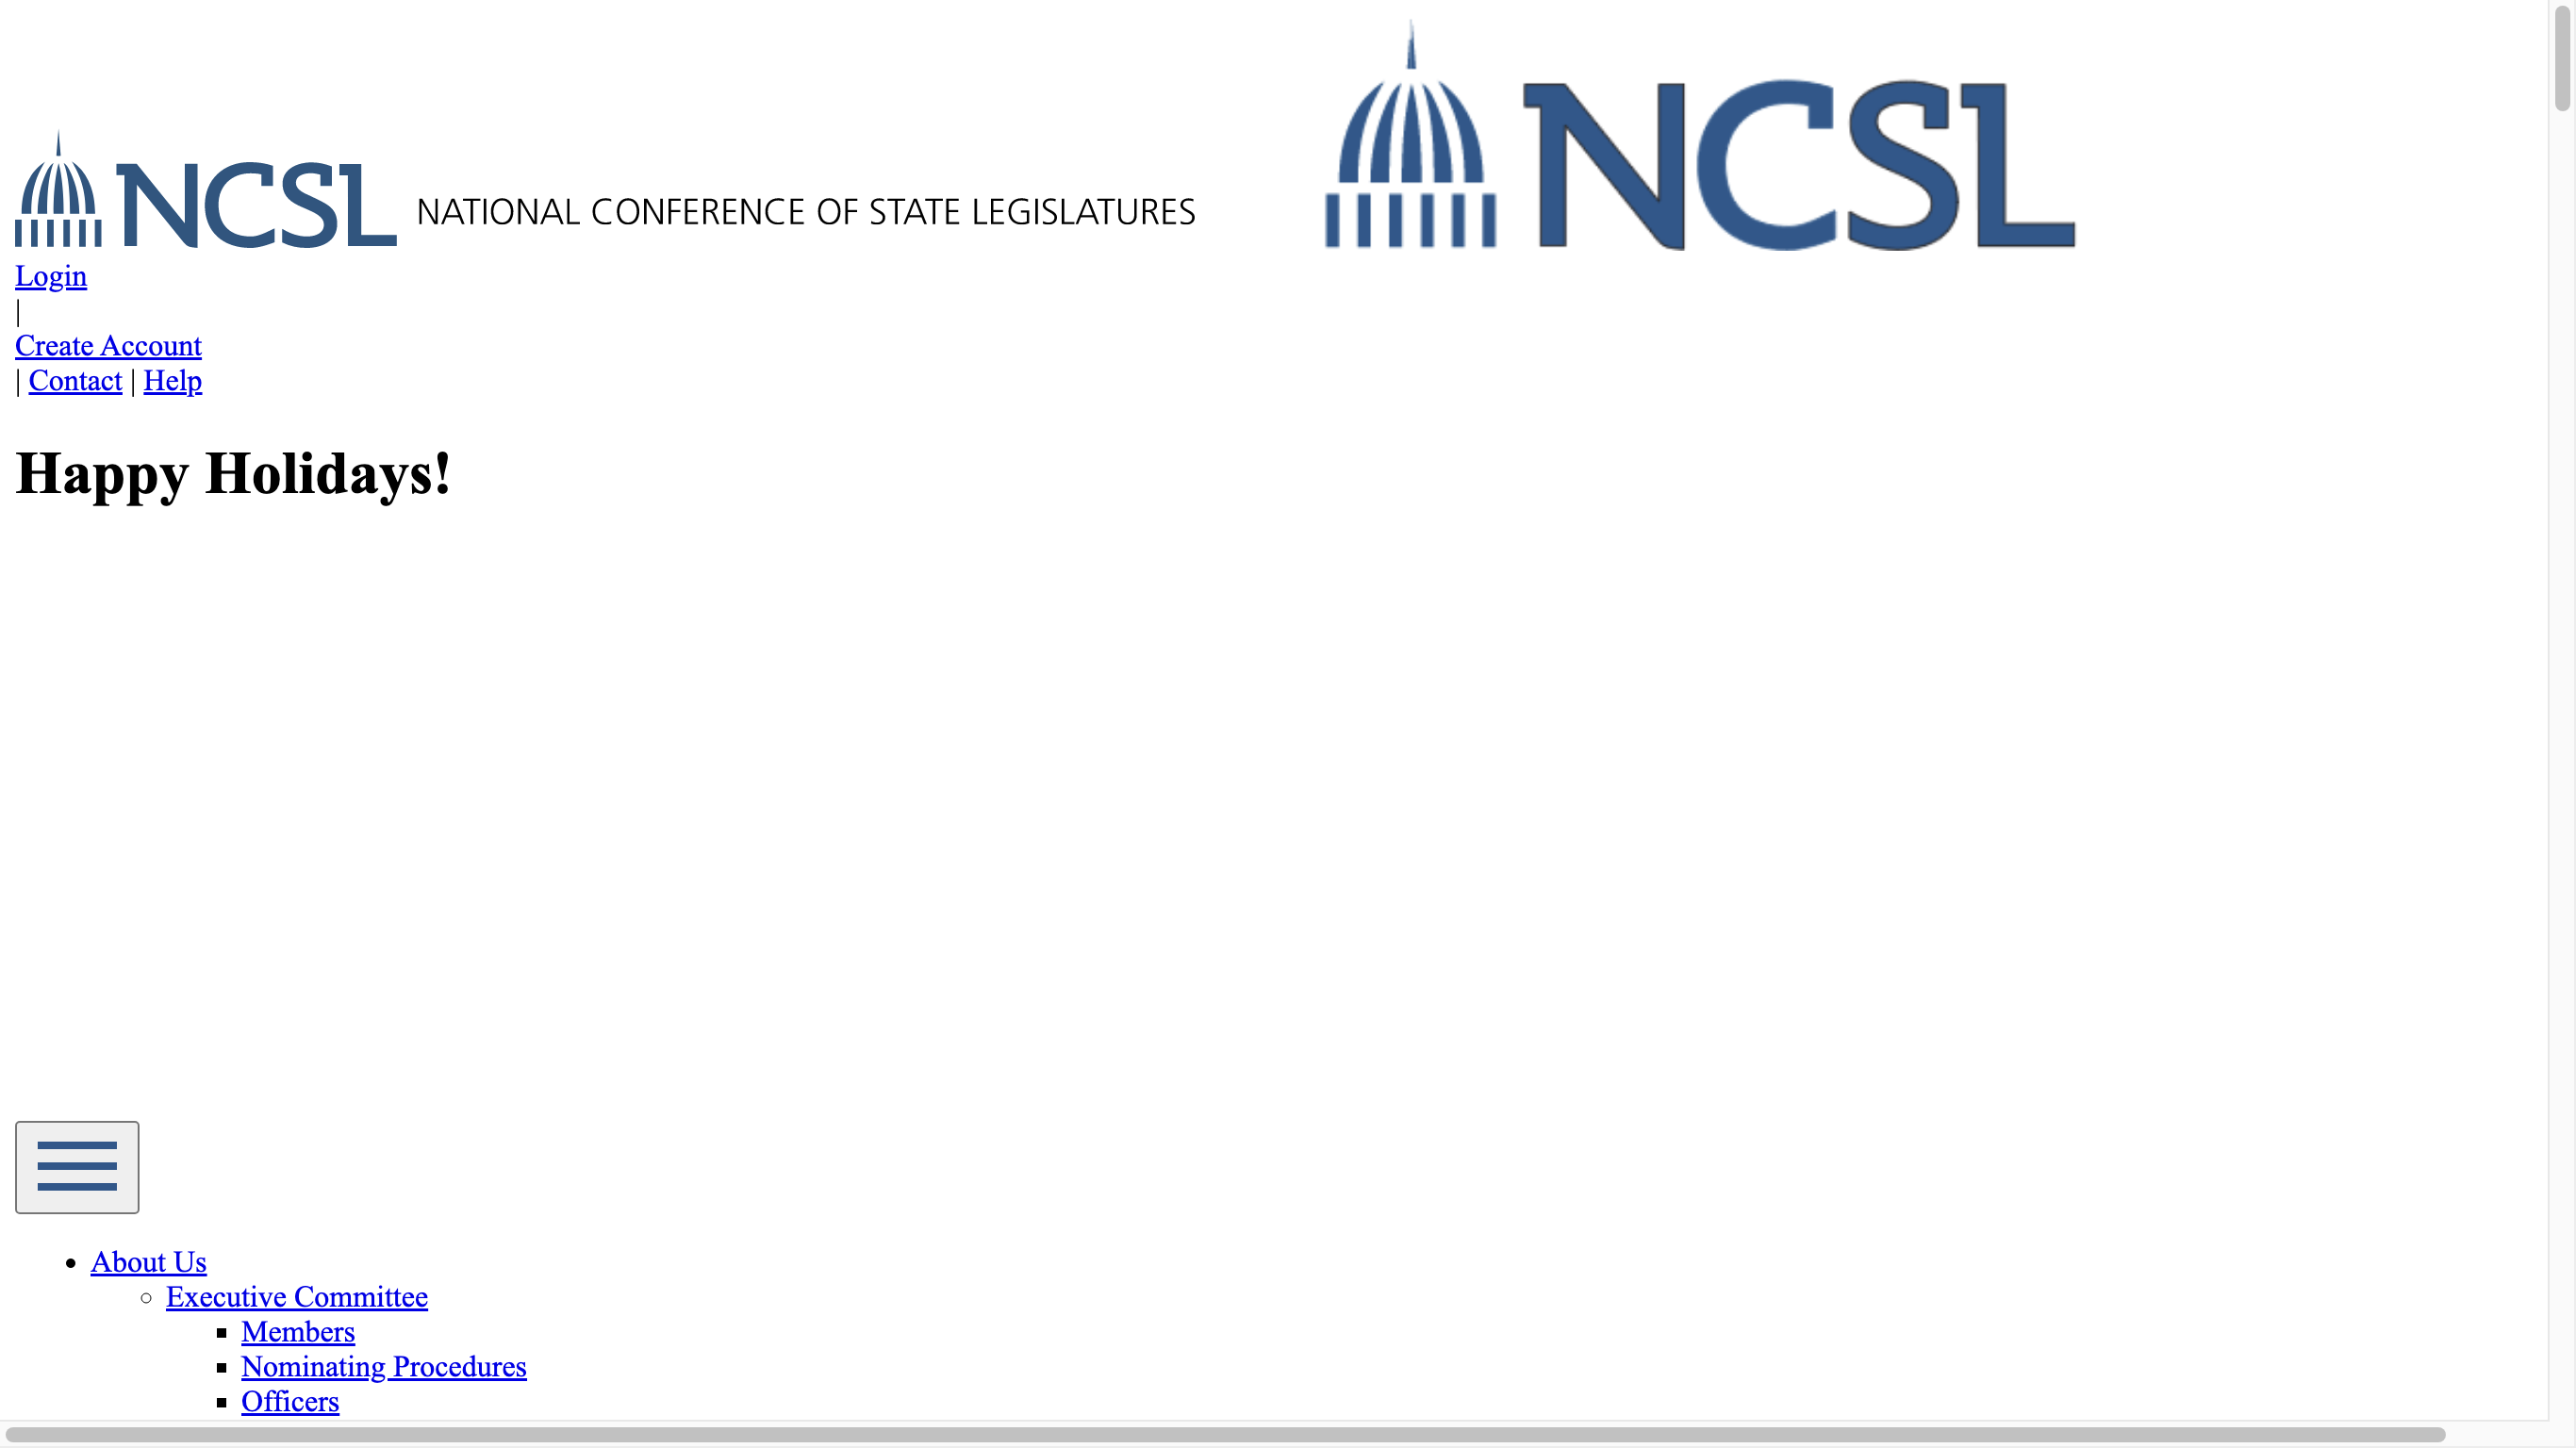 NCSL NATIONAL CONFERENCE OF STATE LEGISLATURES NCSL
Login
|
Create Account
| Contact | Help
Happy Holidays!
About Us
Executive Committee
Members
Nominating Procedures
Officers